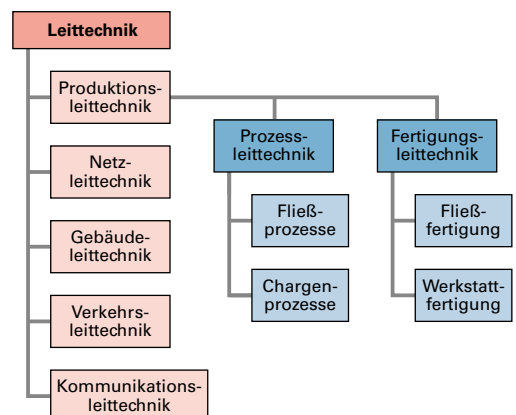 Leittechnik
Produktions-
leittechnik
Prozess-
leittechnik
Fertigungs-
leittechnik
Netz-
leittechnik
Fließ-
prozesse
Fließ-
fertigung
Gebäude-
leittechnik
Chargen-
prozesse
Werkstatt-
fertigung
Verkehrs-
leittechnik
Kommunikations-
leittechnik